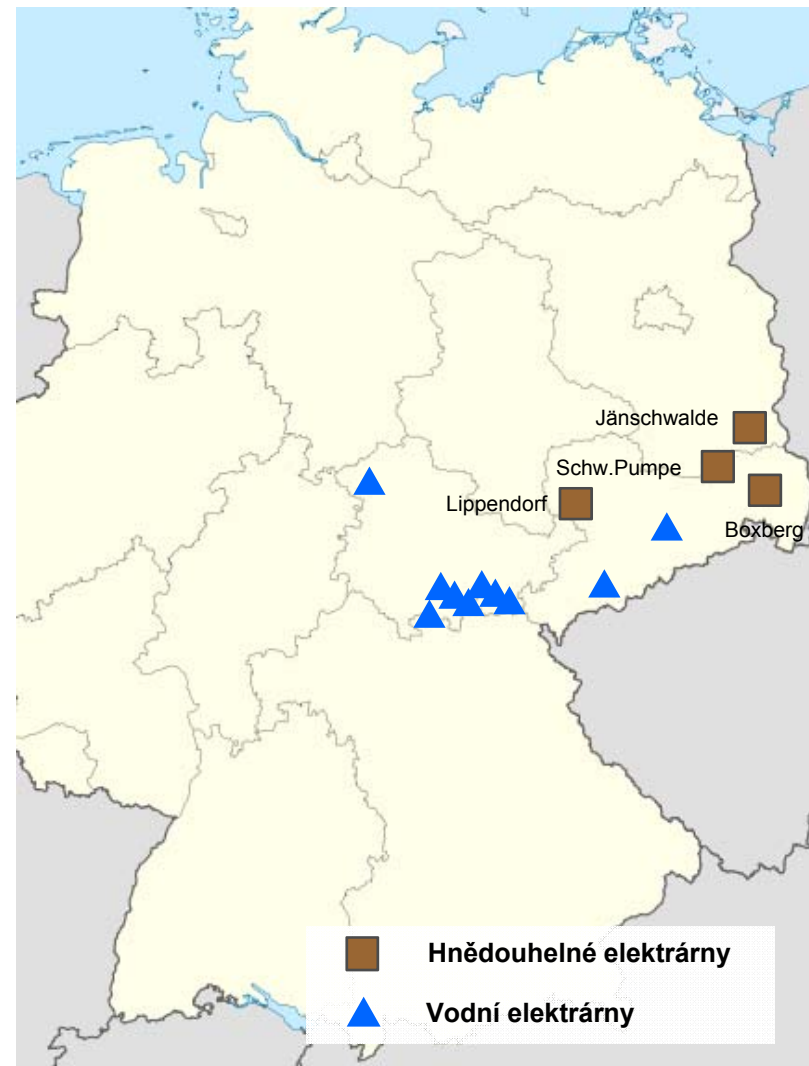 Jänschwalde
Schw.Pumpe
Lippendorf
Boxberg
Hnědouhelné elektrárny
Vodní elektrárny